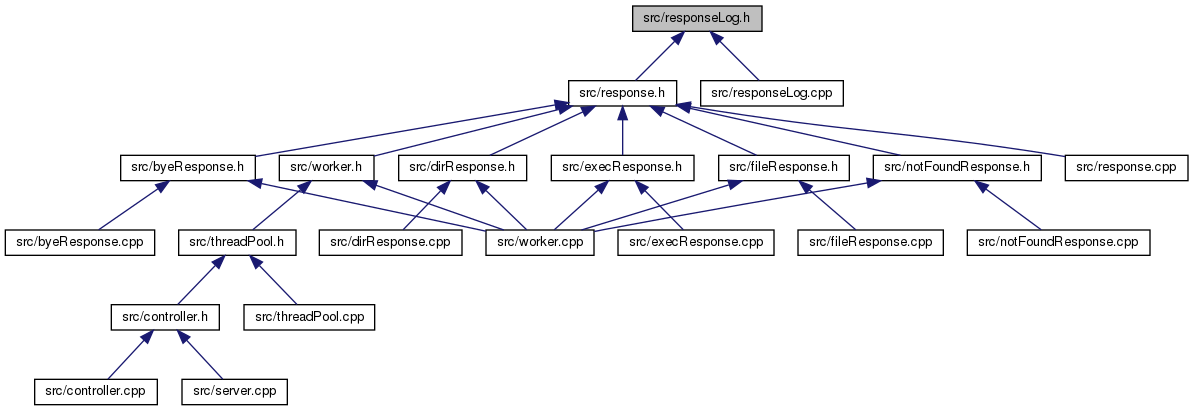 src/responseLog.h
src/response.h
src/responseLog.cpp
src/byeResponse.h
src/worker.h
src/dirResponse.h
src/execResponse.h
src/fileResponse.h
src/notFoundResponse.h
src/response.cpp
src/byeResponse.cpp
src/threadPool.h
src/dirResponse.cpp
src/worker.cpp
src/execResponse.cpp
src/fileResponse.cpp
src/notFoundResponse.cpp
src/controller.h
src/threadPool.cpp
src/controller.cpp
src/server.cpp